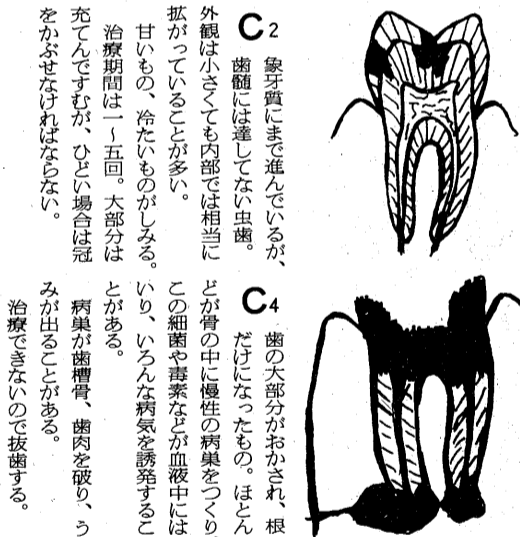 C2
象牙質にまで進んでいるが、
歯髄には達してない虫歯。
外観は小さくても内部では相当に
拡がっていることが多い。
甘いもの、冷たいものがしみる。
治療期間は一〜五回。大部分は
充てんですむが、ひどい場合は冠
をかぶせなければならない。
C4
歯の大部分がおかされ、根
だけになったもの。ほとん
どが骨の中に慢性の病巣をつくり、
この細菌や毒素などが血液中には
いり、いろんな病気を誘発するこ
とがある。
病巣が歯槽骨、歯肉を破り、う
みが出ることがある。
治療できないので抜歯する。